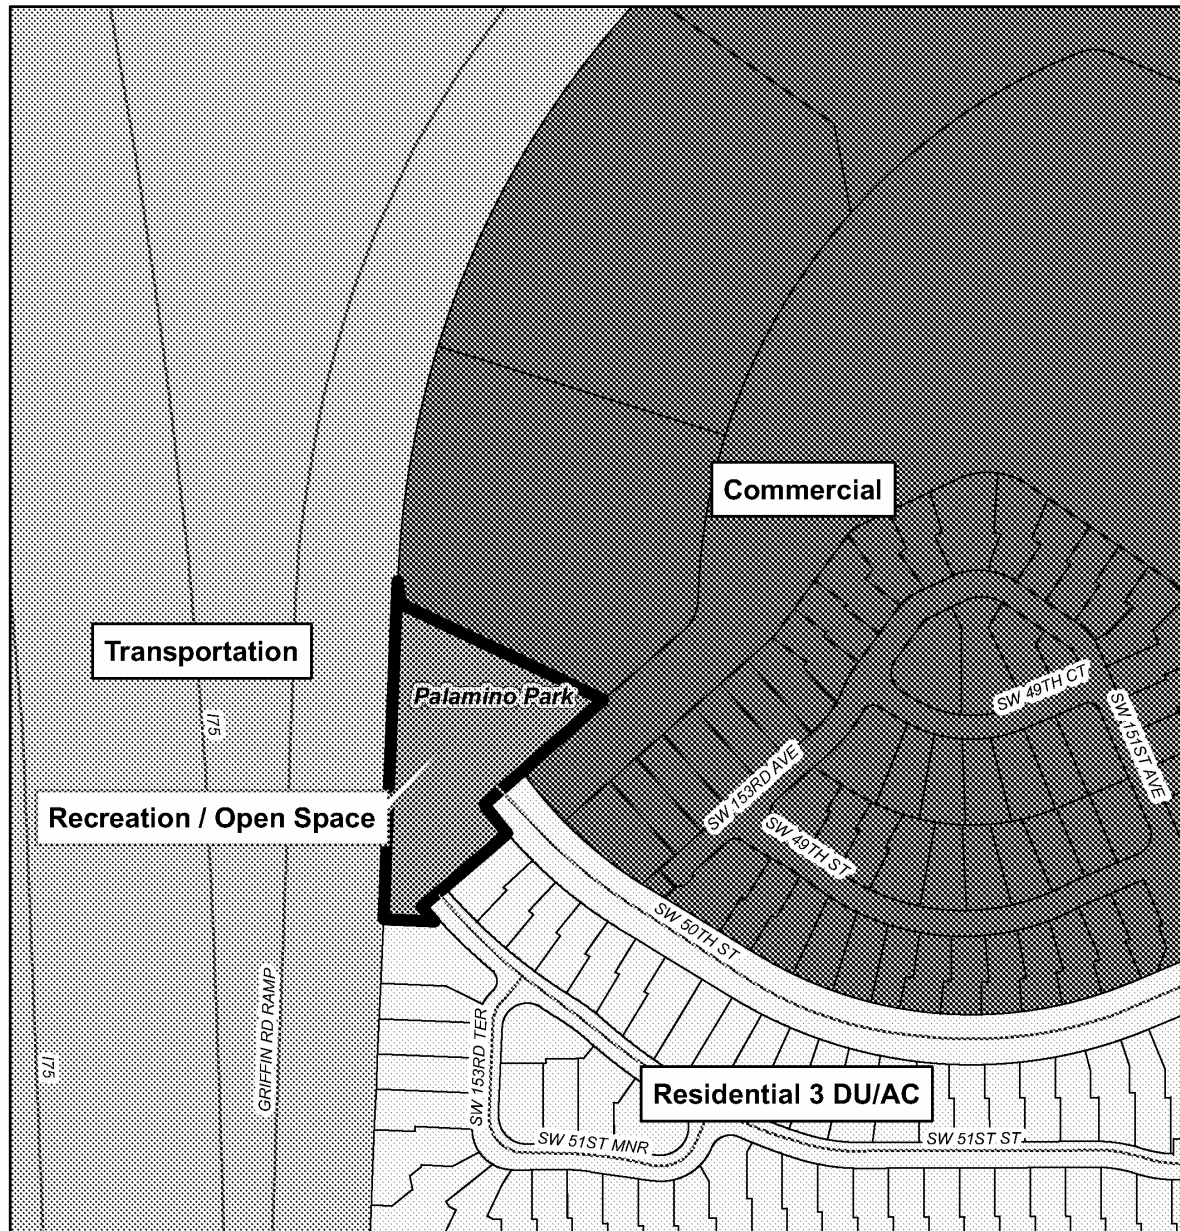 Commercial
Transportation
Palamino Park
SW 49TH CT
SW 151ST AVE
I75
SW 153RD AVE
Recreation / Open Space
SW 49TH ST
SW 50TH ST
GRIFFIN RD RAMP
SW 153RD TER
I75
Residential 3 DU/AC
SW 51ST MNR
SW 51ST ST